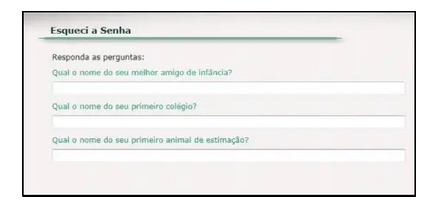 Esqueci a Senha
Responda as perguntas:
Qual o nome do seu melhor amigo de infância?
Qual o nome do seu primeiro colégio?
Qual o nome do seu primeiro animal de estimação?